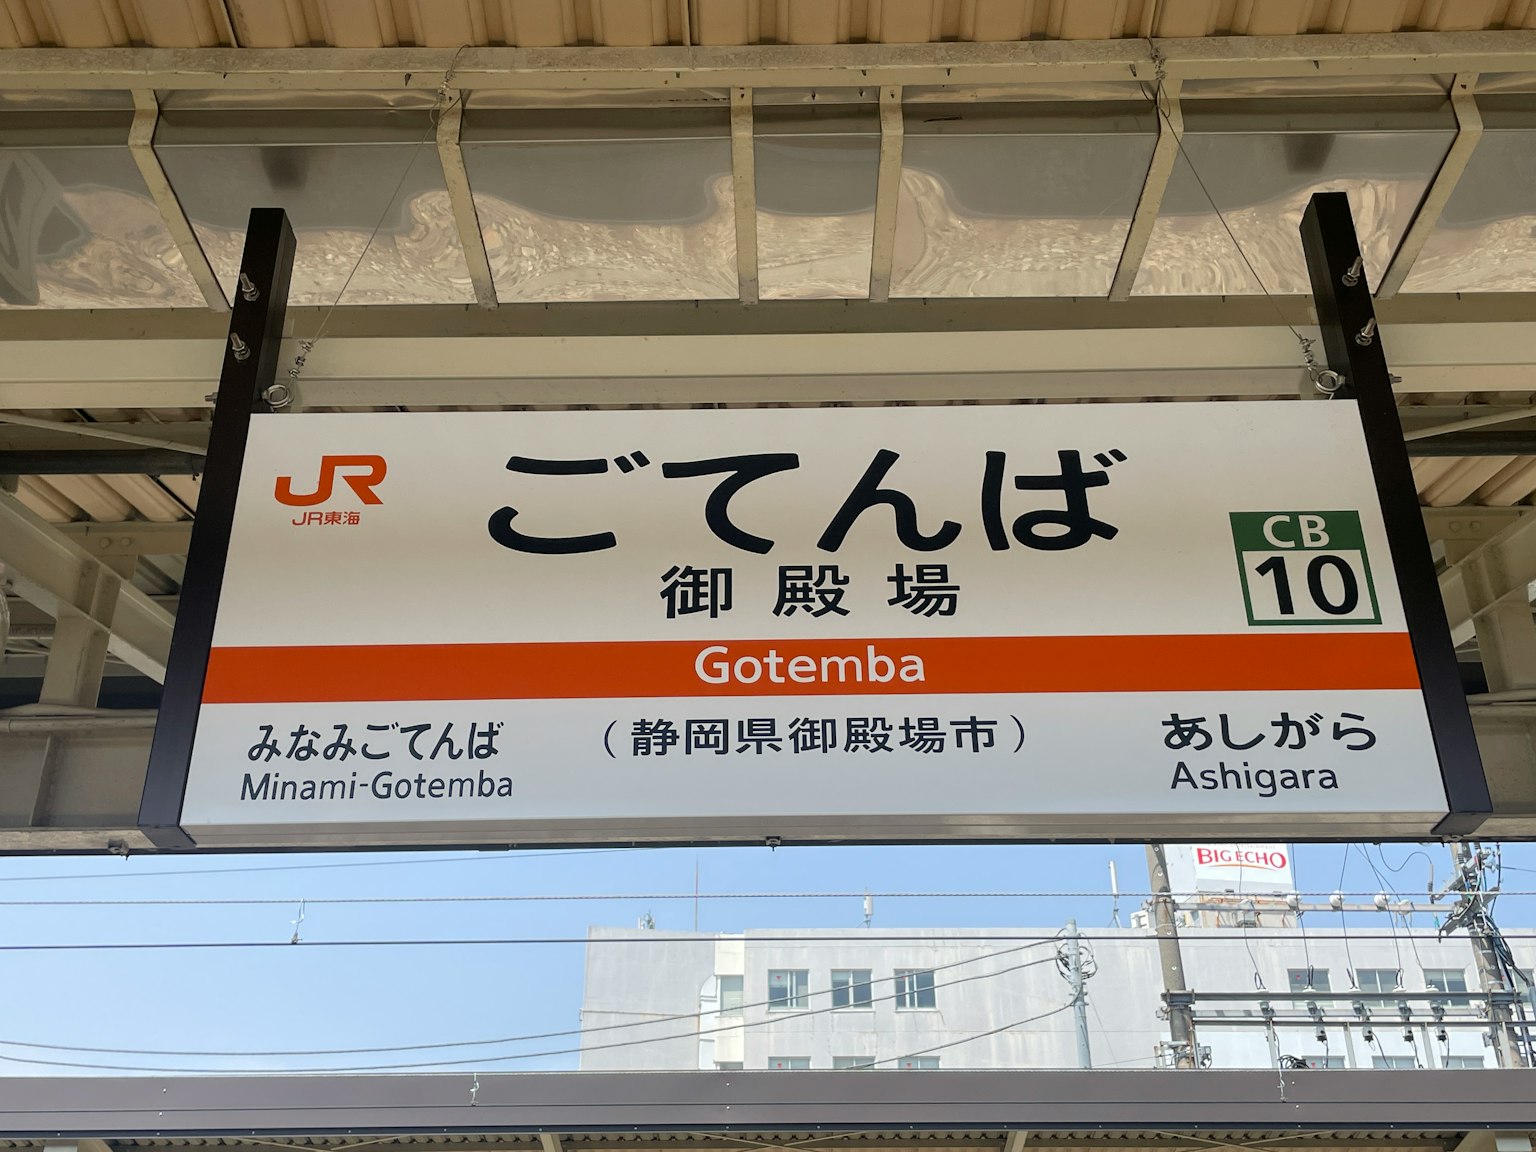 JR
JR東海
ごてんば
御殿場
CB
10
Gotemba
みなみごてんば
Minami-Gotemba
（静岡県御殿場市）
あしがら
Ashigara
BIG ECHO